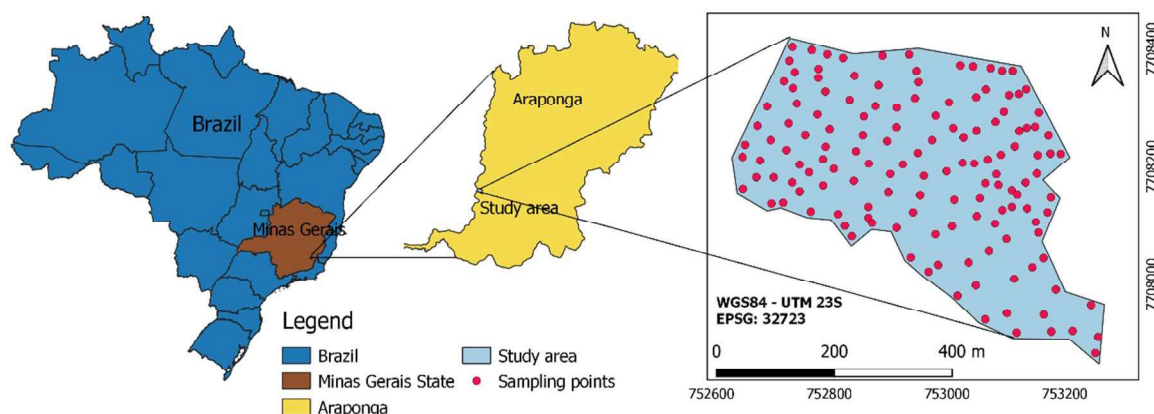 Brazil
Minas Gerais
Araponga
Study area
N
7708400
7708200
7708000
WGS84 - UTM 23S
EPSG: 32723
0 200 400 m
752600 752800 753000 753200
Legend
Brazil
Minas Gerais State
Araponga
Study area
Sampling points